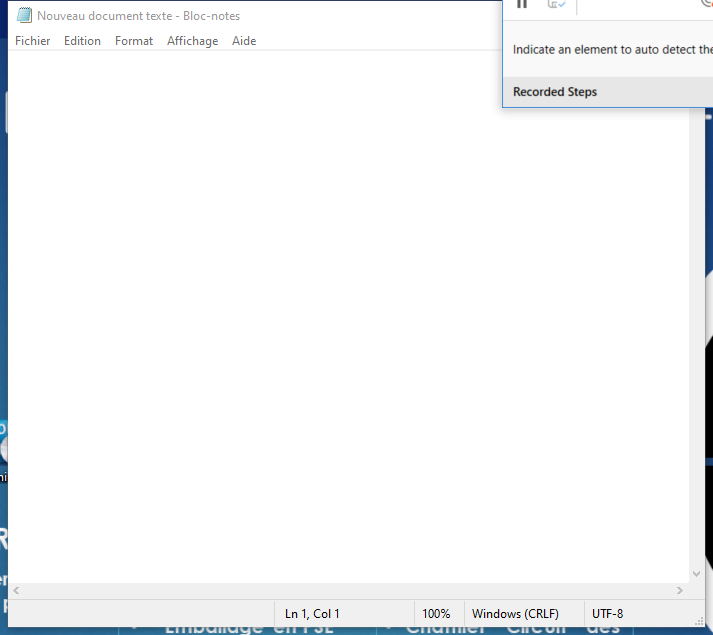 Nouveau document texte - Bloc-notes
Fichier Edition Format Affichage Aide
Indicate an element to auto detect the
Recorded Steps
Ln 1, Col 1 100% Windows (CRLF) UTF-8
Emballage en PSE • Chantier Circuit des